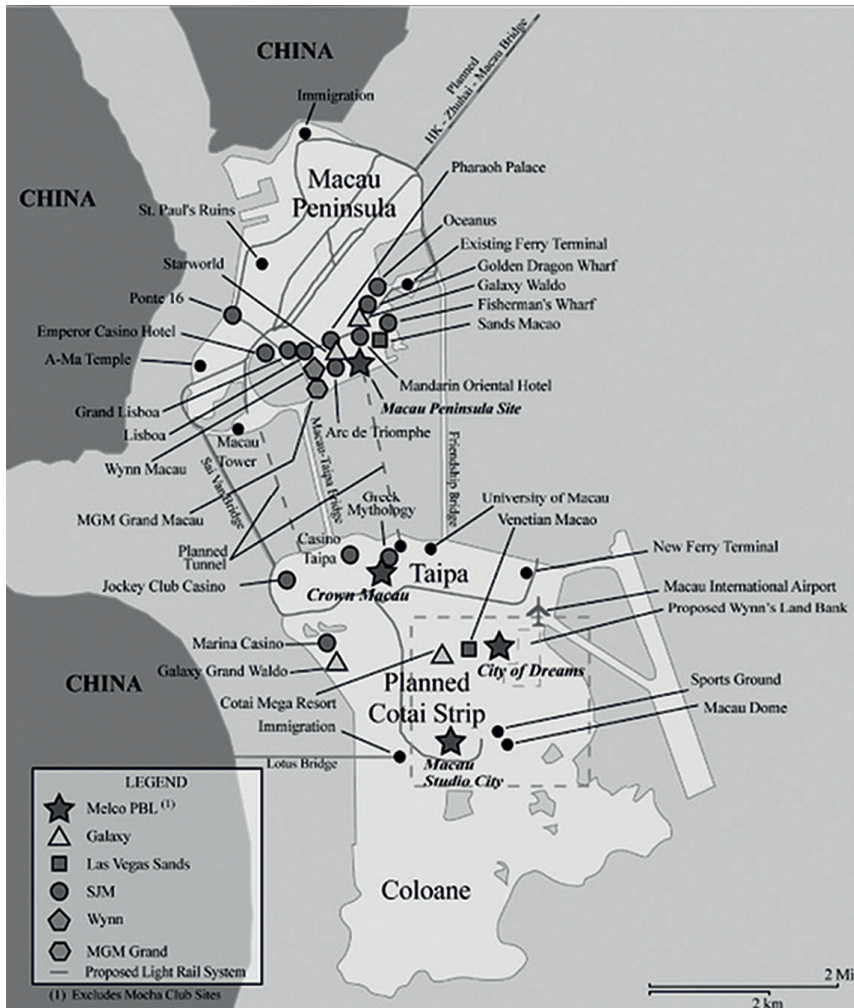 CHINA
Planned
HK - Zhuhai - Macau Bridge
Immigration
Pharaoh Palace
CHINA
Macau
Peninsula
St. Paul's Ruins
Oceanus
Existing Ferry Terminal
Starworld
Golden Dragon Wharf
Galaxy Waldo
Ponte 16
Fisherman's Wharf
Emperor Casino Hotel
Sands Macao
A-Ma Temple
Mandarin Oriental Hotel
Grand Lisboa
Macau Peninsula Site
Lisboa
Arc de Triomphe
Macau
Tower
Wynn Macau
Sai Van Bridge
Macau-Taipa Bridge
Friendship Bridge
MGM Grand Macau
Greek
Mythology
University of Macau
Venetian Macao
Planned
Tunnel
Casino
Taipa
New Ferry Terminal
Jockey Club Casino
Taipa
Crown Macau
Macau International Airport
Proposed Wynn's Land Bank
Marina Casino
Galaxy Grand Waldo
City of Dreams
CHINA
Planned
Cotai Strip
Cotai Mega Resort
Sports Ground
Macau Dome
Immigration
Lotus Bridge
Macau
Studio City
LEGEND
Melco PBL (1)
Galaxy
Las Vegas Sands
SJM
Wynn
MGM Grand
Proposed Light Rail System
(1) Excludes Mocha Club Sites
Coloane
2 Mi
2 km